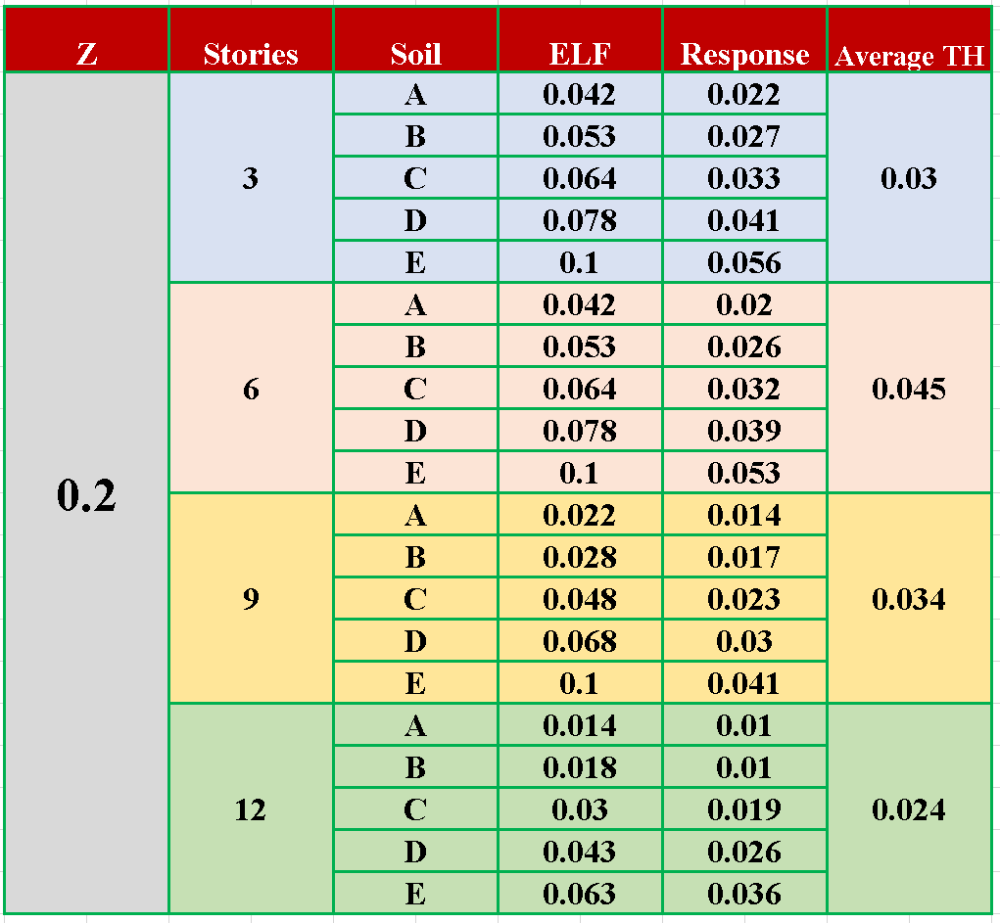 Z Stories Soil ELF Response Average TH
0.2 3 A 0.042 0.022 0.03
B 0.053 0.027
C 0.064 0.033
D 0.078 0.041
E 0.1 0.056
6 A 0.042 0.02 0.045
B 0.053 0.026
C 0.064 0.032
D 0.078 0.039
E 0.1 0.053
9 A 0.022 0.014 0.034
B 0.028 0.017
C 0.048 0.023
D 0.068 0.03
E 0.1 0.041
12 A 0.014 0.01 0.024
B 0.018 0.01
C 0.03 0.019
D 0.043 0.026
E 0.063 0.036